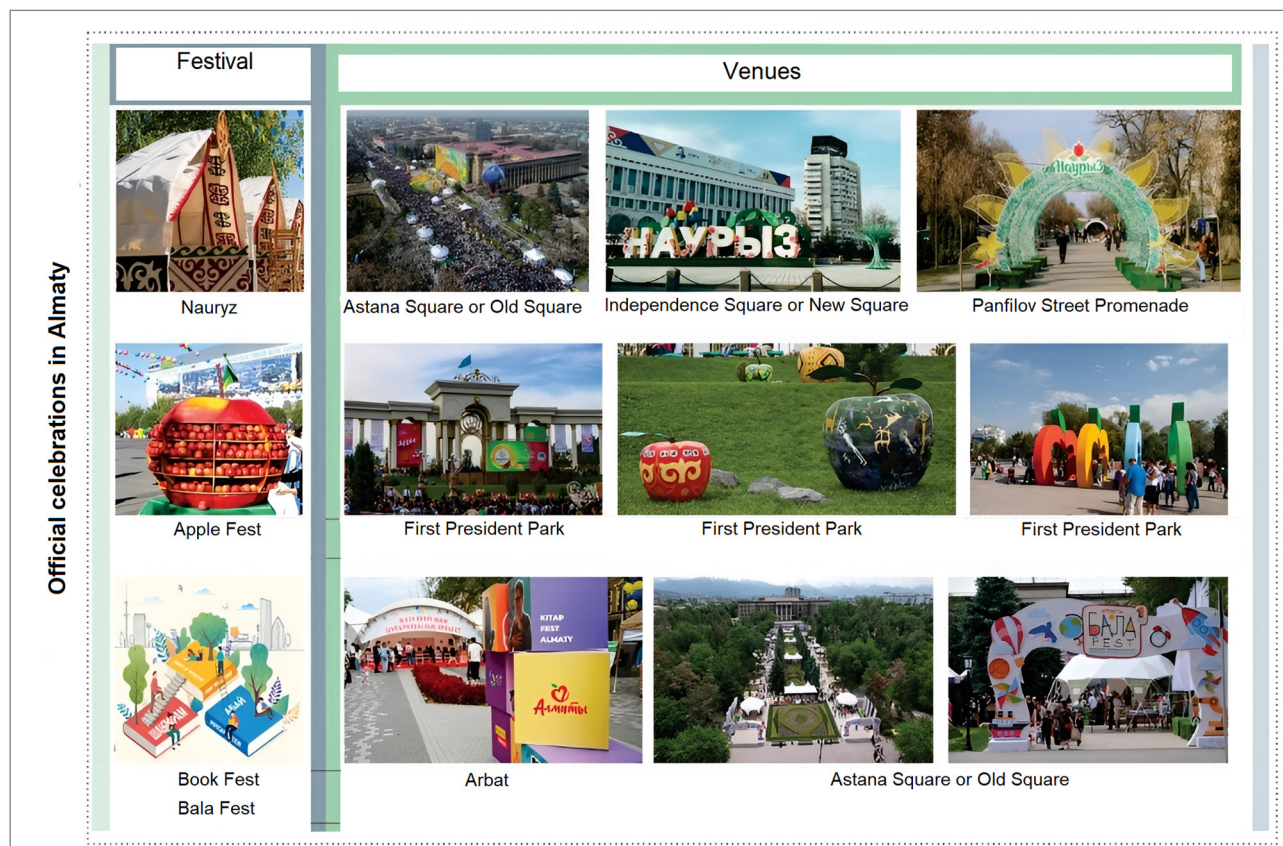 Official celebrations in Almaty
Festival
Venues
НАУРЫЗ
Наурыз
Nauryz
Astana Square or Old Square
Independence Square or New Square
Panfilov Street Promenade
Apple Fest
First President Park
First President Park
First President Park
KITAP
FEST
ALMATY
Алматы
БАЛА
FEST
АБАЙ
Book Fest
Bala Fest
Arbat
Astana Square or Old Square